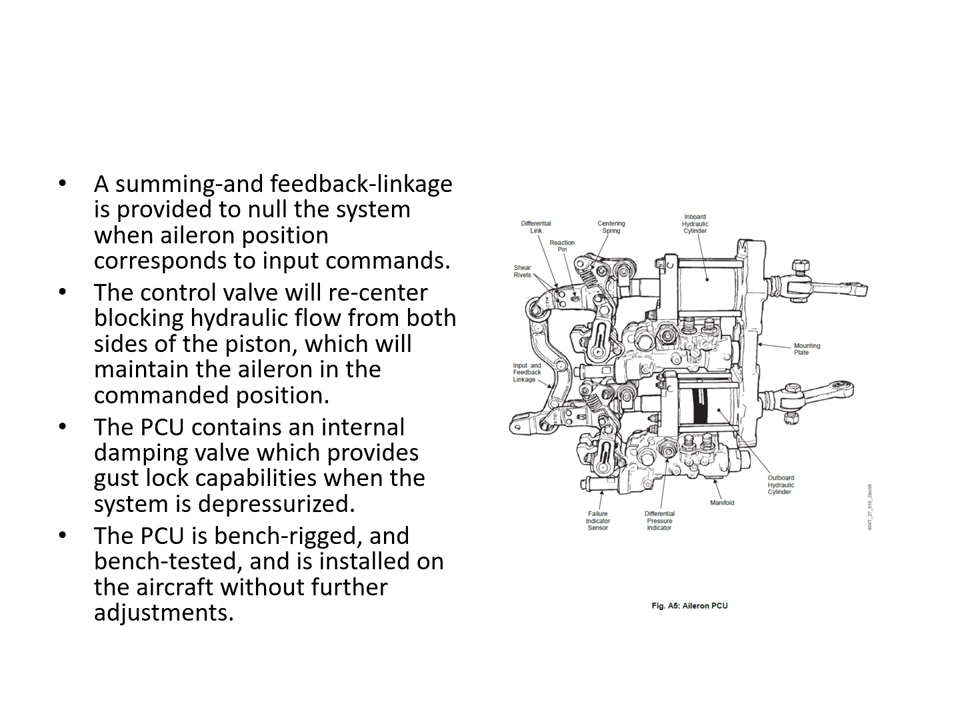 • A summing-and feedback-linkage
is provided to null the system
when aileron position
corresponds to input commands.
• The control valve will re-center
blocking hydraulic flow from both
sides of the piston, which will
maintain the aileron in the
commanded position.
• The PCU contains an internal
damping valve which provides
gust lock capabilities when the
system is depressurized.
• The PCU is bench-rigged, and
bench-tested, and is installed on
the aircraft without further
adjustments.
Differential
Link
Centering
Spring
Inboard
Hydraulic
Cylinder
Reaction
Pin
Shear
Rivets
Mounting
Plate
Input and
Feedback
Linkage
Outboard
Hydraulic
Cylinder
Manifold
Failure
Indicator
Sensor
Differential
Pressure
Indicator
Fig. A5: Aileron PCU